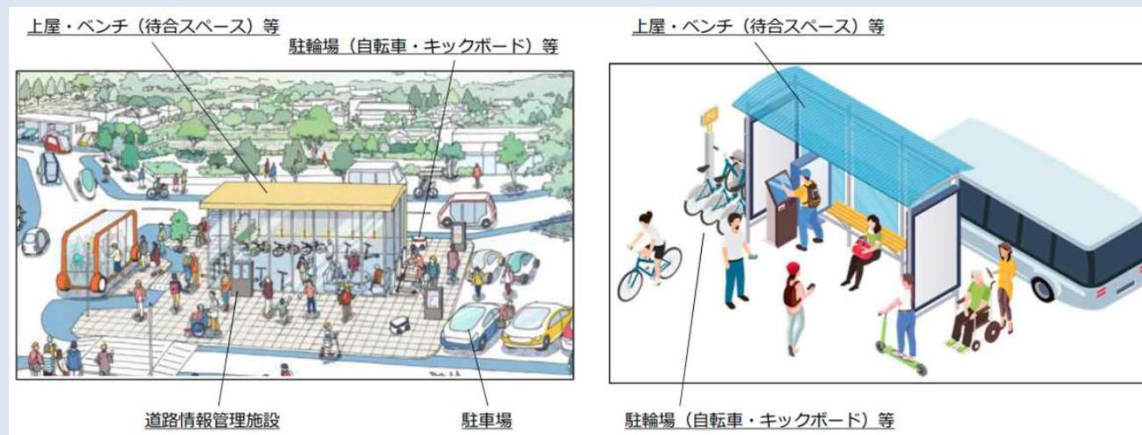 上屋・ベンチ（待合スペース）等
駐輪場（自転車・キックボード）等
道路情報管理施設
駐車場
上屋・ベンチ（待合スペース）等
駐輪場（自転車・キックボード）等